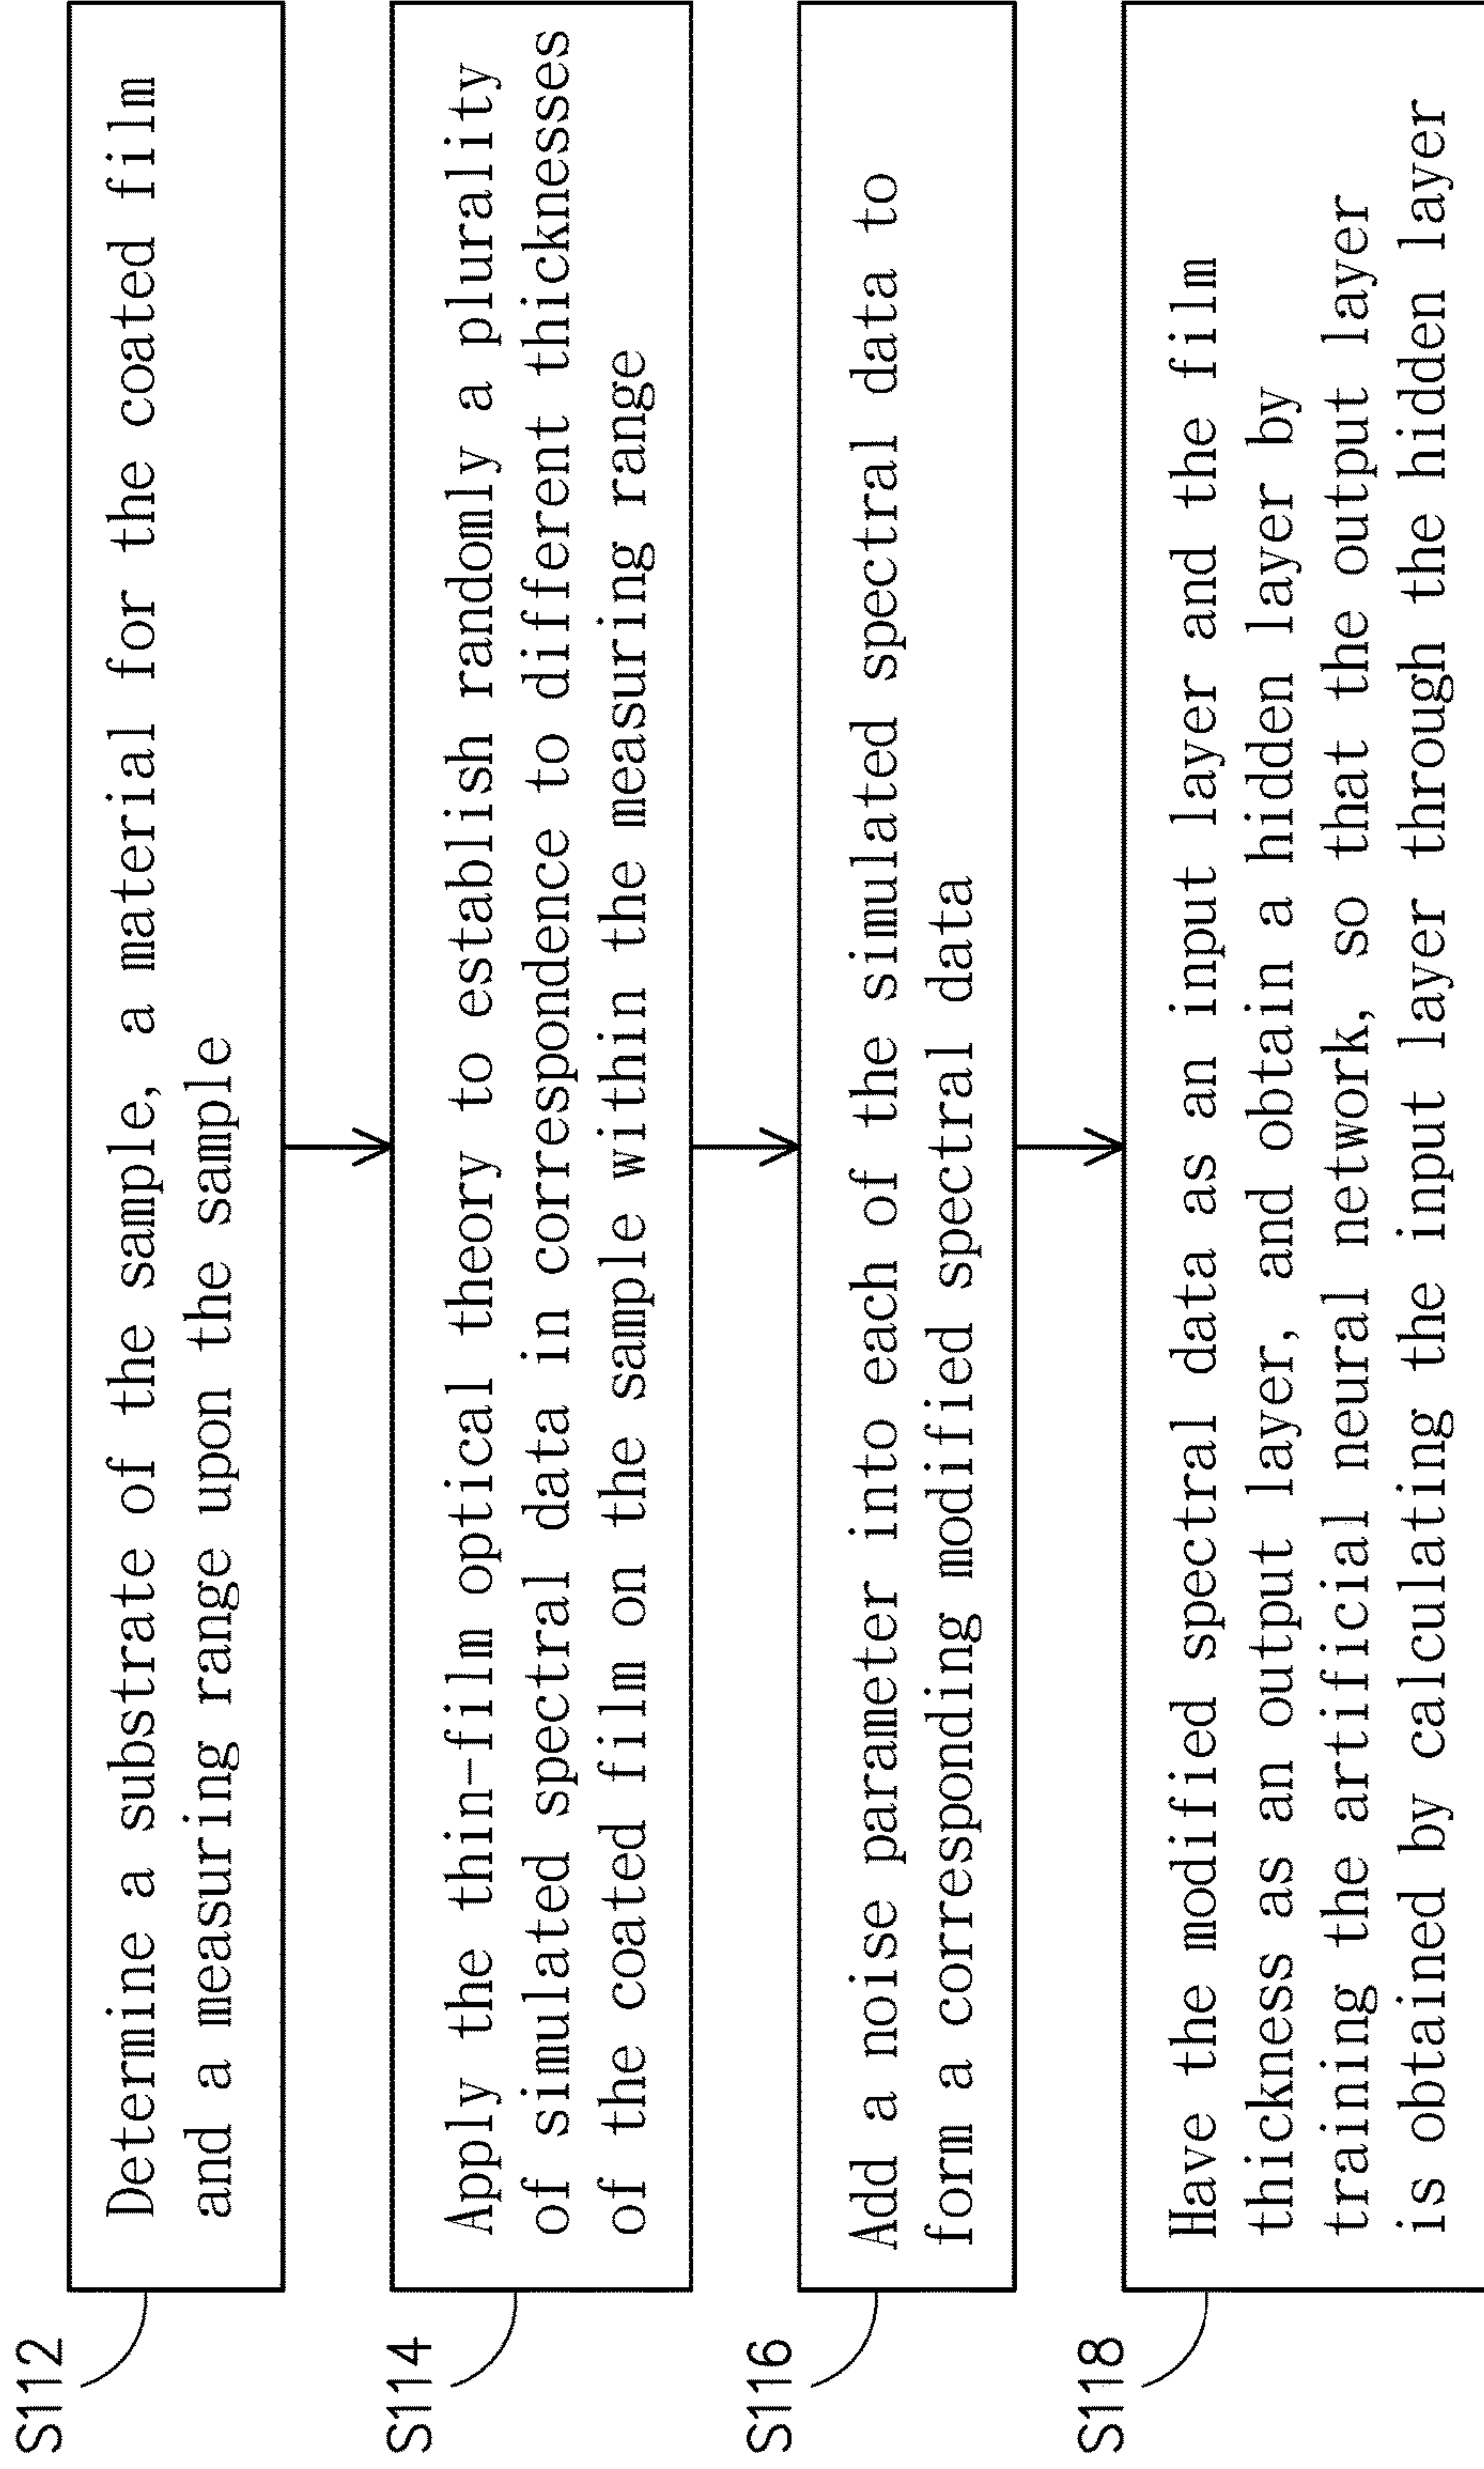 S112
Determine a substrate of the sample, a material for the coated film
and a measuring range upon the sample
S114
Apply the thin-film optical theory to establish randomly a plurality
of simulated spectral data in correspondence to different thicknesses
of the coated film on the sample within the measuring range
S116
Add a noise parameter into each of the simulated spectral data to
form a corresponding modified spectral data
S118
Have the modified spectral data as an input layer and the film
thickness as an output layer, and obtain a hidden layer by
training the artificial neural network, so that the output layer
is obtained by calculating the input layer through the hidden layer